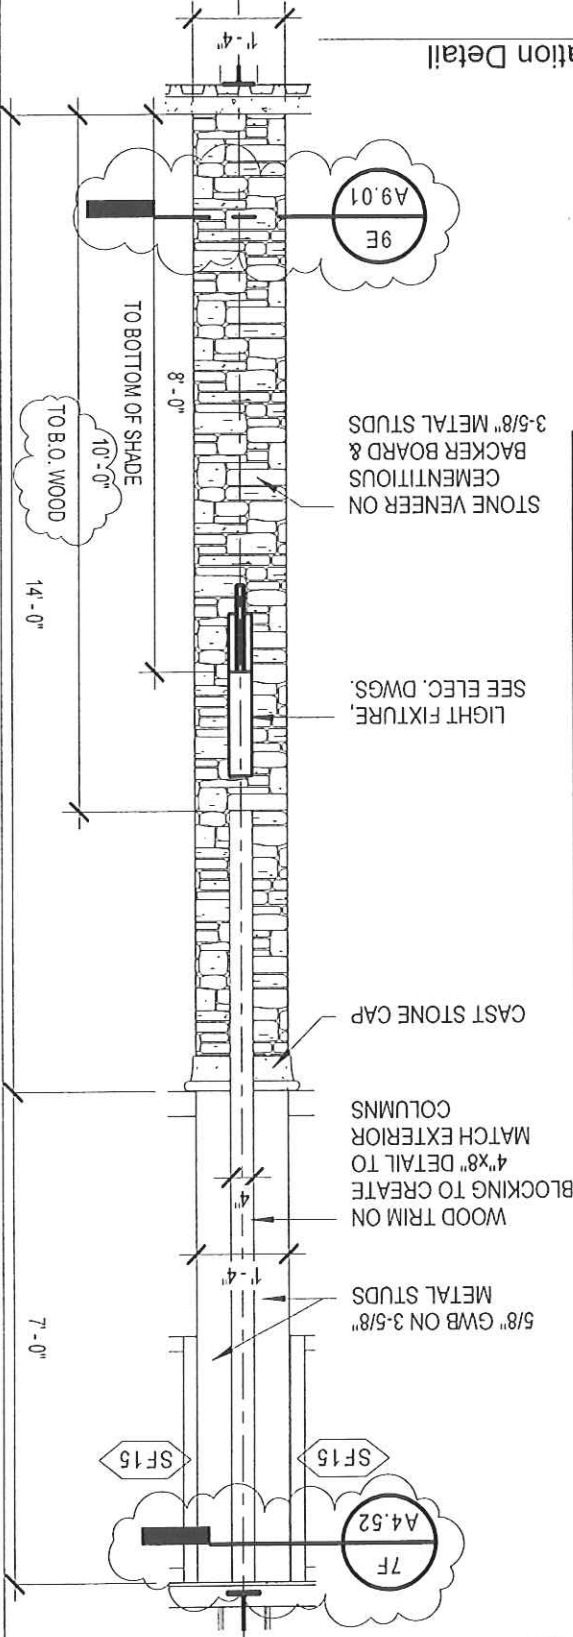 7F
A4.52
SF15
SF15
5/8" GWB ON 3-5/8"
METAL STUDS
7' - 0"
1' - 4"
WOOD TRIM ON
BLOCKING TO CREATE
4"x8" DETAIL TO
MATCH EXTERIOR
COLUMNS
4"
CAST STONE CAP
LIGHT FIXTURE,
SEE ELEC. DWGS.
14' - 0"
10' - 0"
TO B.O. WOOD
8' - 0"
TO BOTTOM OF SHADE
STONE VENEER ON
CEMENTITIOUS
BACKER BOARD &
3-5/8" METAL STUDS
9E
A9.01
1' - 4"
ation Detail